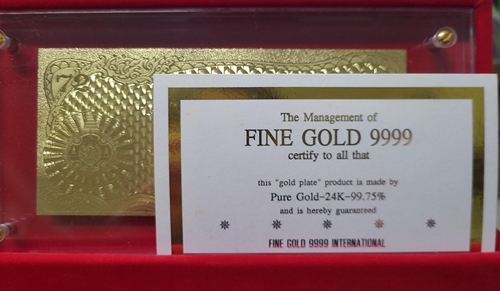 72
The Management of
FINE GOLD 9999
certify to all that
this "gold plate" product is made by
Pure Gold-24K-99.75%
and is hereby guaranteed
FINE GOLD 9999 INTERNATIONAL